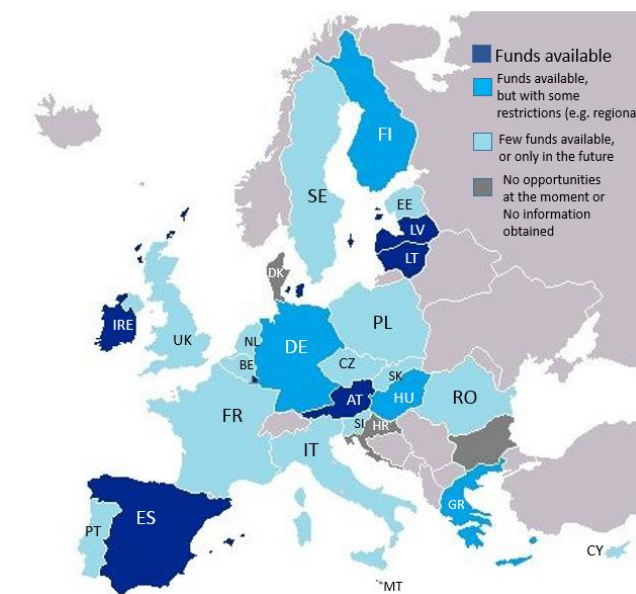 Funds available
Funds available,
but with some
restrictions (e.g. regional
Few funds available,
or only in the future
No opportunities
at the moment or
No information
obtained
FI
SE
EE
LV
LT
DK
IRE
UK
NL
BE
DE
PL
CZ
SK
FR
AT
HU
RO
SI
HR
IT
PT
ES
GR
CY
MT